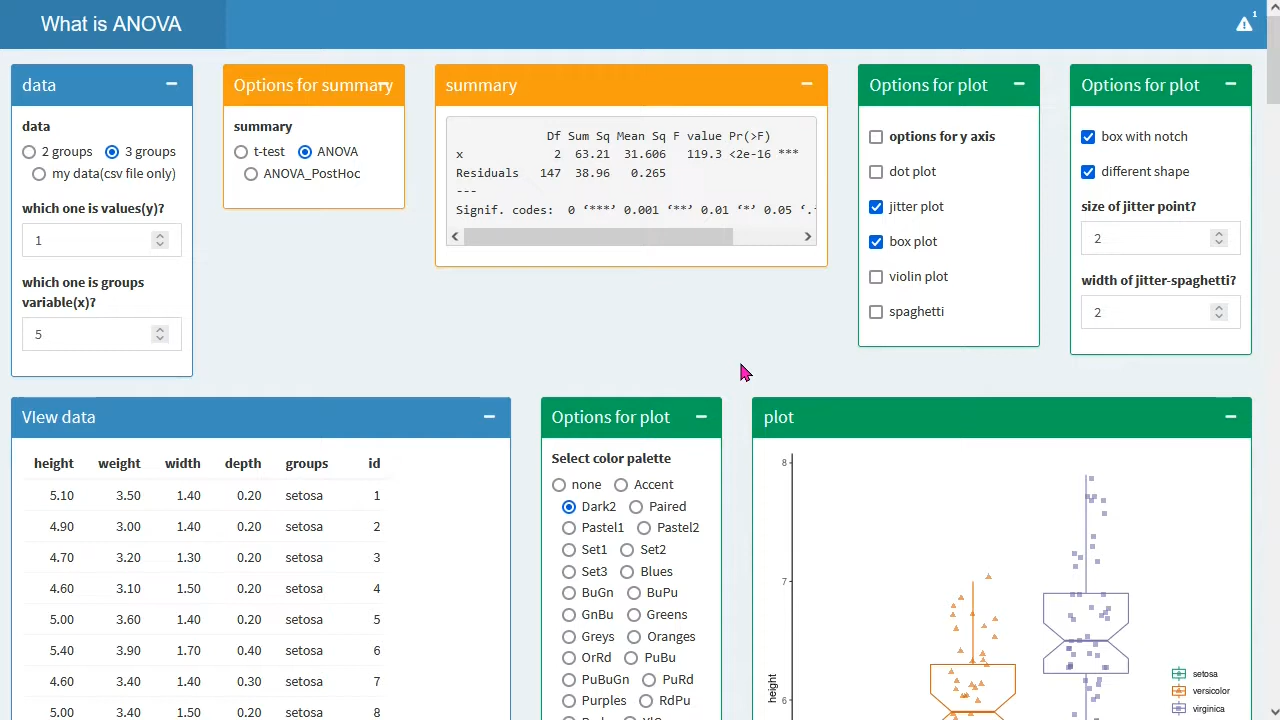 What is ANOVA
1
data
data
2 groups 3 groups
my data(csv file only)
which one is values(y)?
1
which one is groups
variable(x)?
5
Options for summary
summary
t-test ANOVA
ANOVA_PostHoc
summary
Df Sum Sq Mean Sq F value Pr(>F)
x 2 63.21 31.606 119.3 <2e-16 ***
Residuals 147 38.96 0.265
---
Signif. codes: 0 ‘***’ 0.001 ‘**’ 0.01 ‘*’ 0.05 ‘.
Options for plot
options for y axis
dot plot
jitter plot
box plot
violin plot
spaghetti
Options for plot
box with notch
different shape
size of jitter point?
2
width of jitter-spaghetti?
2
VIew data
height weight width depth groups id
5.10 3.50 1.40 0.20 setosa 1
4.90 3.00 1.40 0.20 setosa 2
4.70 3.20 1.30 0.20 setosa 3
4.60 3.10 1.50 0.20 setosa 4
5.00 3.60 1.40 0.20 setosa 5
5.40 3.90 1.70 0.40 setosa 6
4.60 3.40 1.40 0.30 setosa 7
5.00 3.40 1.50 0.20 setosa 8
Options for plot
Select color palette
none Accent
Dark2 Paired
Pastel1 Pastel2
Set1 Set2
Set3 Blues
BuGn BuPu
GnBu Greens
Greys Oranges
OrRd PuBu
PuBuGn PuRd
Purples RdPu
plot
8
7
6
height
setosa
versicolor
virginica